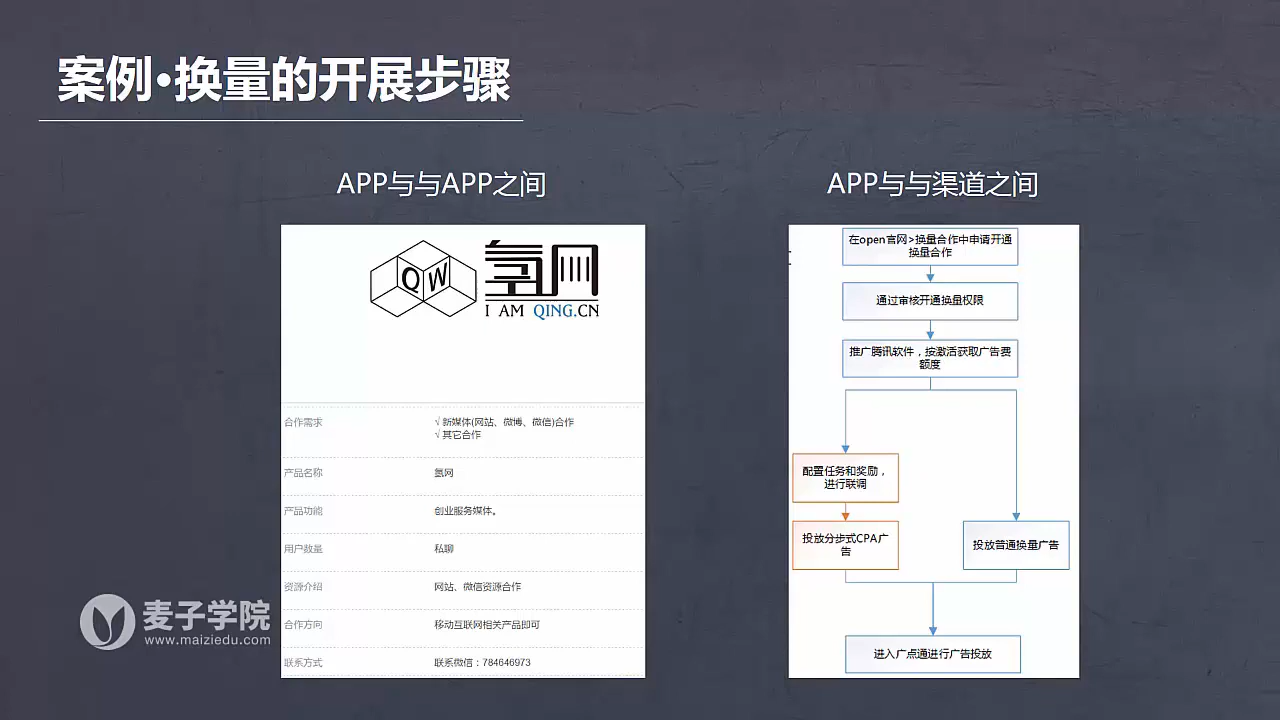 案例•换量的开展步骤
APP与与APP之间
APP与与渠道之间
QW
氢网
I AM QING.CN
合作需求
√ 新媒体(网站、微博、微信)合作
√ 其它合作
产品名称
氢网
产品功能
创业服务媒体。
用户数量
私聊
资源介绍
网站、微信资源合作
合作方向
移动互联网相关产品即可
联系方式
联系微信：784646973
在open官网>换量合作中申请开通
换量合作
通过审核开通换量权限
推广腾讯软件，按激活获取广告费
额度
配置任务和奖励，
进行联调
投放分步式CPA广
告
投放普通换量广告
进入广点通进行广告投放
麦子学院
www.maiziedu.com